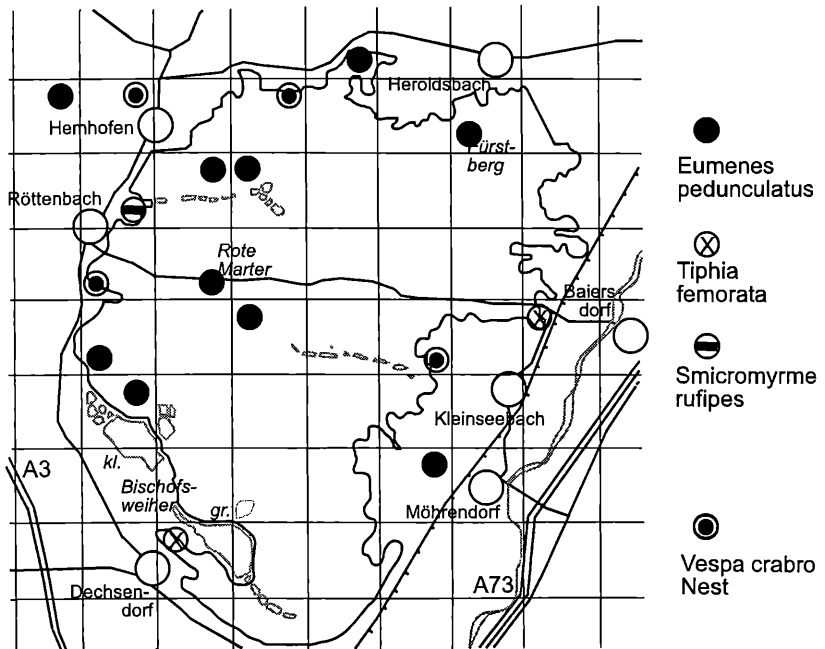 Heroldsbach
Hemhofen
Fürst-
berg
Röttenbach
Rote
Marter
Baiers
dorf
Kleinseebach
kl.
A3
Bischofs-
weiher
gr.
Möhrendorf
Dechsen-
dorf
A73
Eumenes
pedunculatus
Tiphia
femorata
Smicromyrme
rufipes
Vespa crabro
Nest